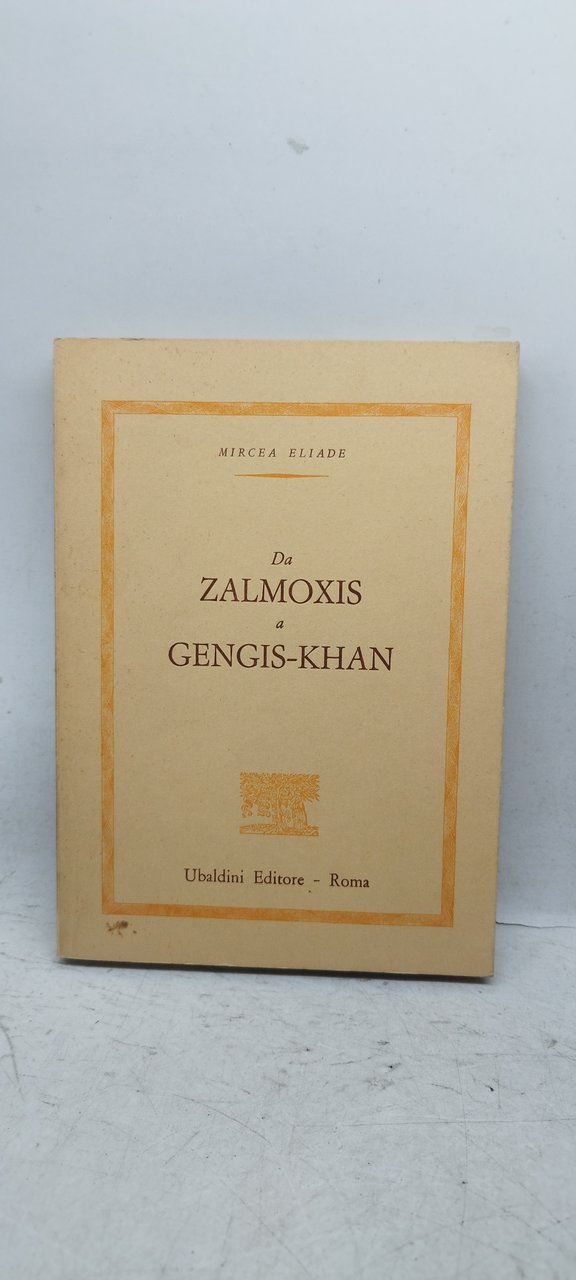 MIRCEA ELIADE
Da
ZALMOXIS
a
GENGIS-KHAN
Ubaldini Editore - Roma